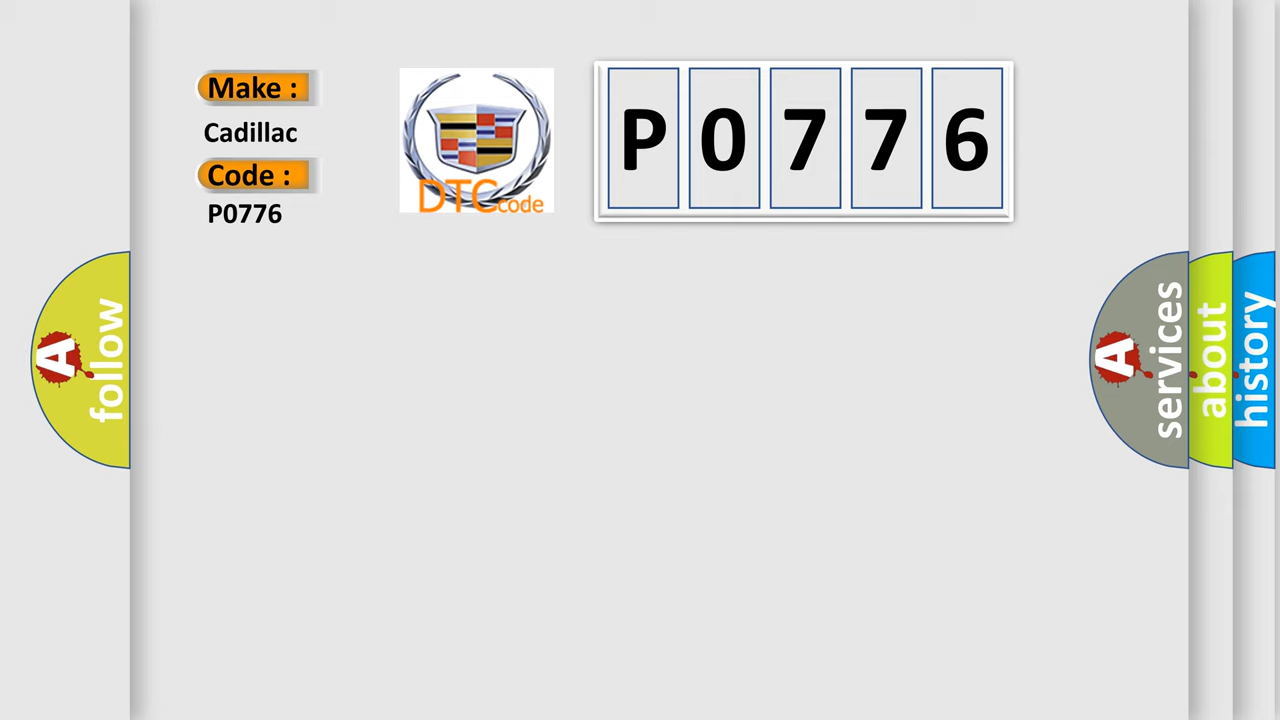 Make :
Cadillac
Code :
P0776
DTCcode
P 0 7 7 6
A follow
A services
about
history